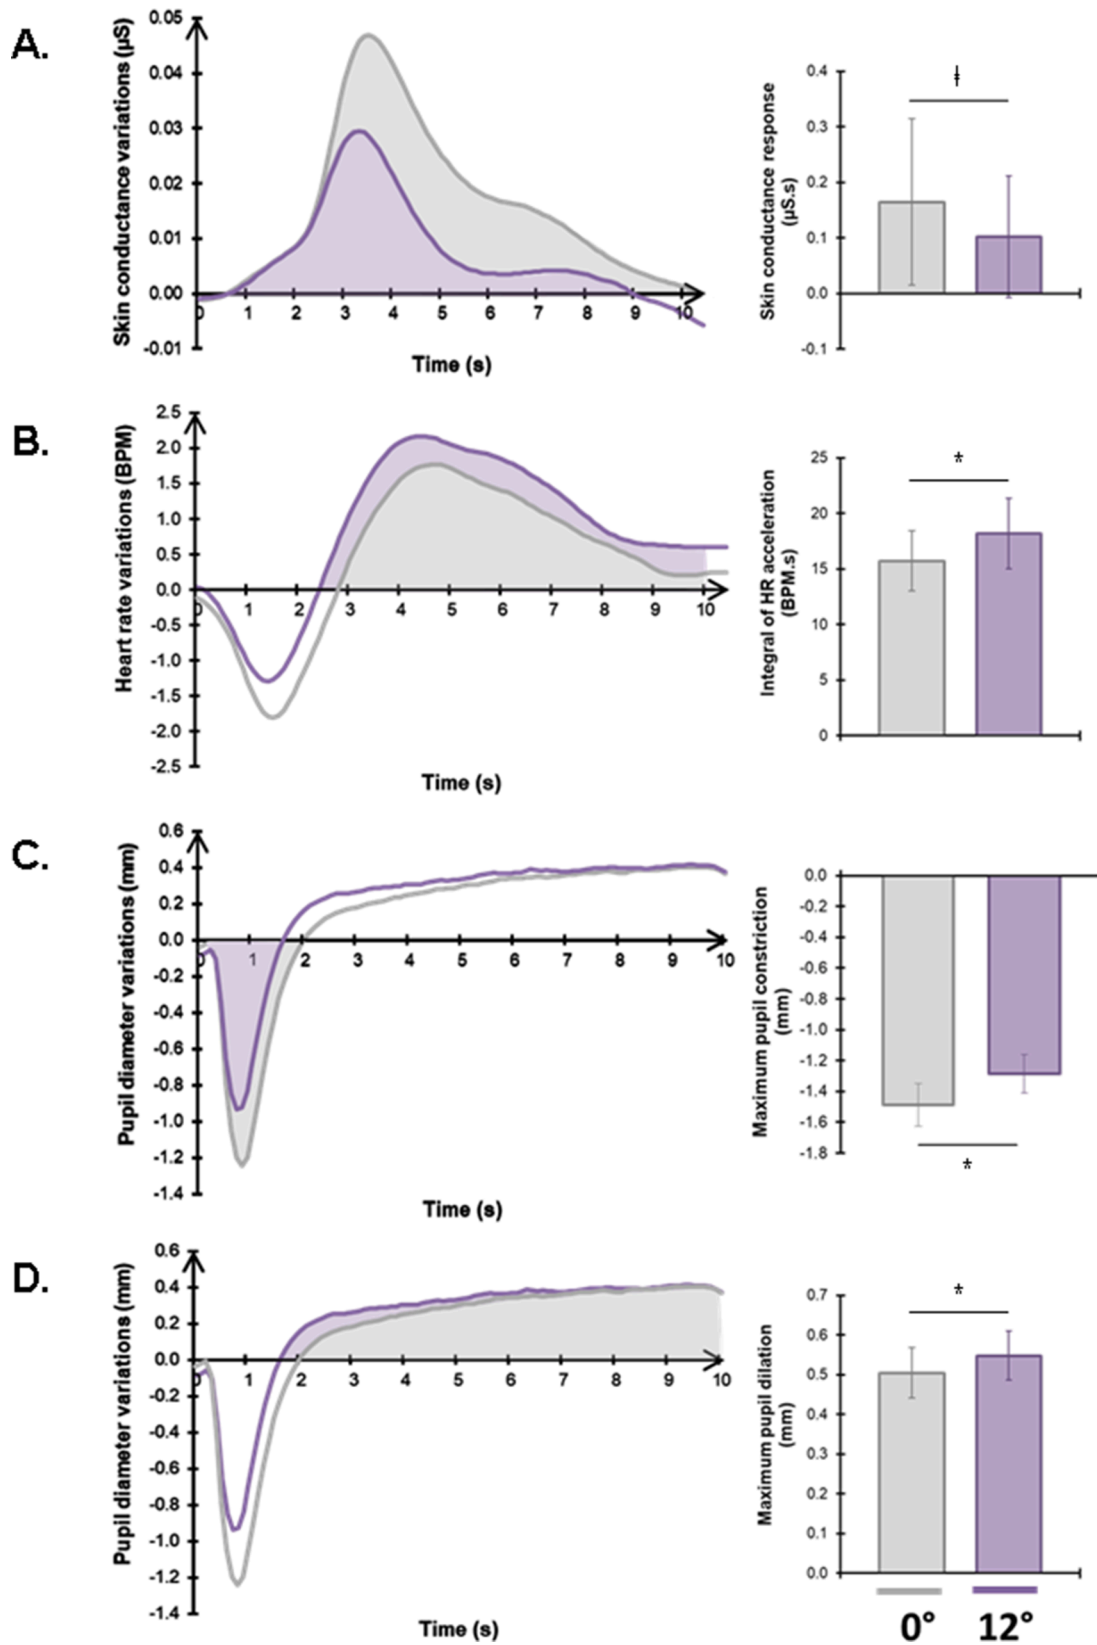 A.
Skin conductance variations (µS)
0.05
0.04
0.03
0.02
0.01
0.00
-0.01
0 1 2 3 4 5 6 7 8 9 10
Time (s)
Skin conductance response
(µS.s)
0.4
0.3
0.2
0.1
0.0
-0.1
ǂ
B.
Heart rate variations (BPM)
2.5
2.0
1.5
1.0
0.5
0.0
-0.5
-1.0
-1.5
-2.0
-2.5
0 1 2 3 4 5 6 7 8 9 10
Time (s)
Integral of HR acceleration
(BPM.s)
25
20
15
10
5
0
*
C.
Pupil diameter variations (mm)
0.6
0.4
0.2
0.0
-0.2
-0.4
-0.6
-0.8
-1.0
-1.2
-1.4
0 1 2 3 4 5 6 7 8 9 10
Time (s)
Maximum pupil constriction
(mm)
0.0
-0.2
-0.4
-0.6
-0.8
-1.0
-1.2
-1.4
-1.6
-1.8
*
D.
Pupil diameter variations (mm)
0.6
0.4
0.2
0.0
-0.2
-0.4
-0.6
-0.8
-1.0
-1.2
-1.4
0 1 2 3 4 5 6 7 8 9 10
Time (s)
Maximum pupil dilation
(mm)
0.7
0.6
0.5
0.4
0.3
0.2
0.1
0.0
*
0° 12°